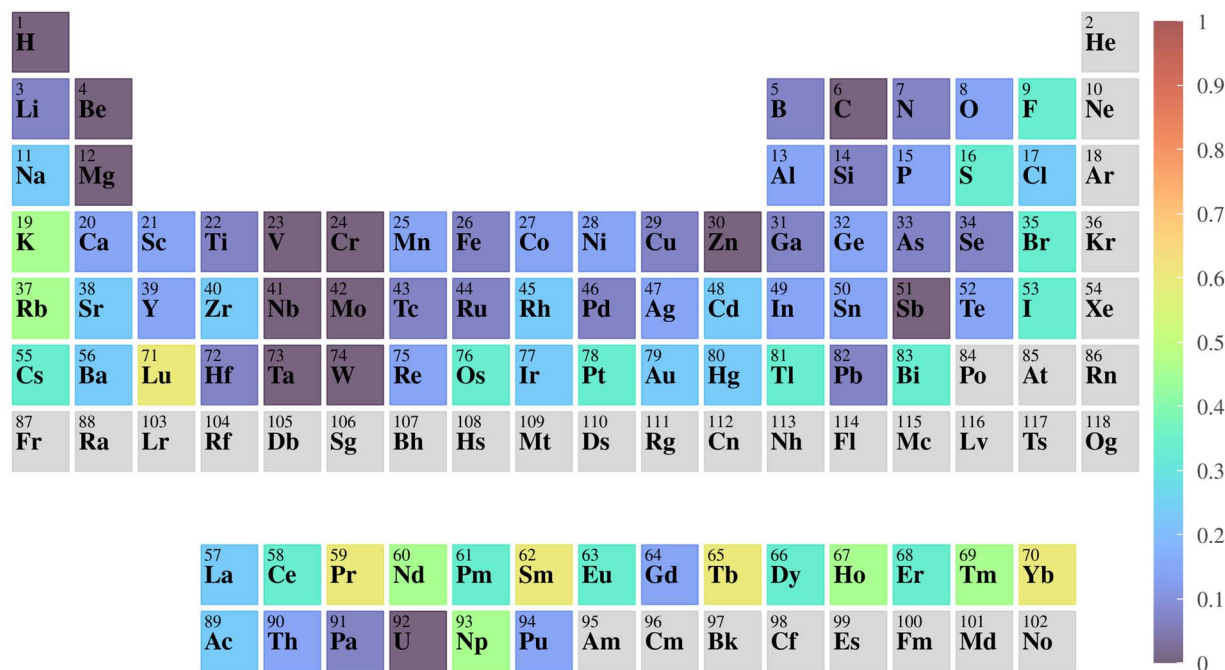 1 2 1
H He
3 4 5 6 7 8 9 10 0.9
Li Be B C N O F Ne
11 12 13 14 15 16 17 18 0.8
Na Mg Al Si P S Cl Ar
19 20 21 22 23 24 25 26 27 28 29 30 31 32 33 34 35 36 0.7
K Ca Sc Ti V Cr Mn Fe Co Ni Cu Zn Ga Ge As Se Br Kr
37 38 39 40 41 42 43 44 45 46 47 48 49 50 51 52 53 54 0.6
Rb Sr Y Zr Nb Mo Tc Ru Rh Pd Ag Cd In Sn Sb Te I Xe
55 56 71 72 73 74 75 76 77 78 79 80 81 82 83 84 85 86 0.5
Cs Ba Lu Hf Ta W Re Os Ir Pt Au Hg Tl Pb Bi Po At Rn
87 88 103 104 105 106 107 108 109 110 111 112 113 114 115 116 117 118 0.4
Fr Ra Lr Rf Db Sg Bh Hs Mt Ds Rg Cn Nh Fl Mc Lv Ts Og
0.3
57 58 59 60 61 62 63 64 65 66 67 68 69 70 0.2
La Ce Pr Nd Pm Sm Eu Gd Tb Dy Ho Er Tm Yb
89 90 91 92 93 94 95 96 97 98 99 100 101 102 0.1
Ac Th Pa U Np Pu Am Cm Bk Cf Es Fm Md No
0